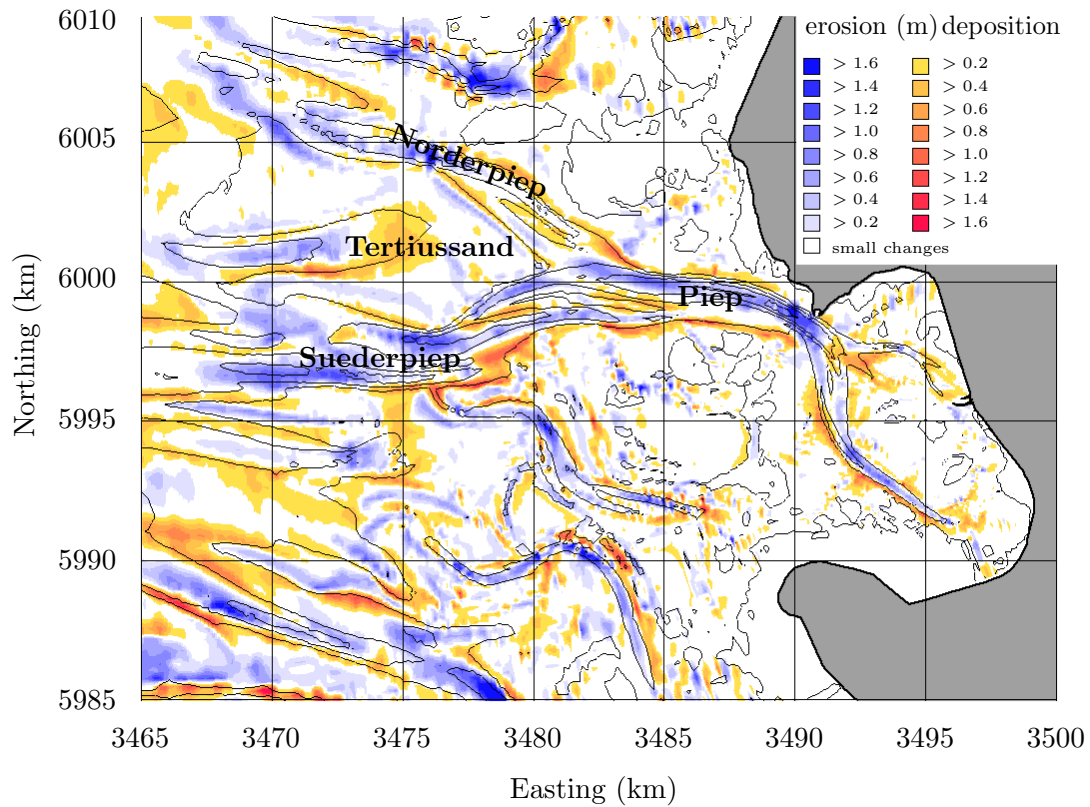 erosion (m) deposition
> 1.6 > 0.2
> 1.4 > 0.4
> 1.2 > 0.6
> 1.0 > 0.8
> 0.8 > 1.0
> 0.6 > 1.2
> 0.4 > 1.4
> 0.2 > 1.6
small changes
Norderpiep
Tertiussand
Piep
Suederpiep
6010
6005
6000
5995
5990
5985
Northing (km)
3465 3470 3475 3480 3485 3490 3495 3500
Easting (km)